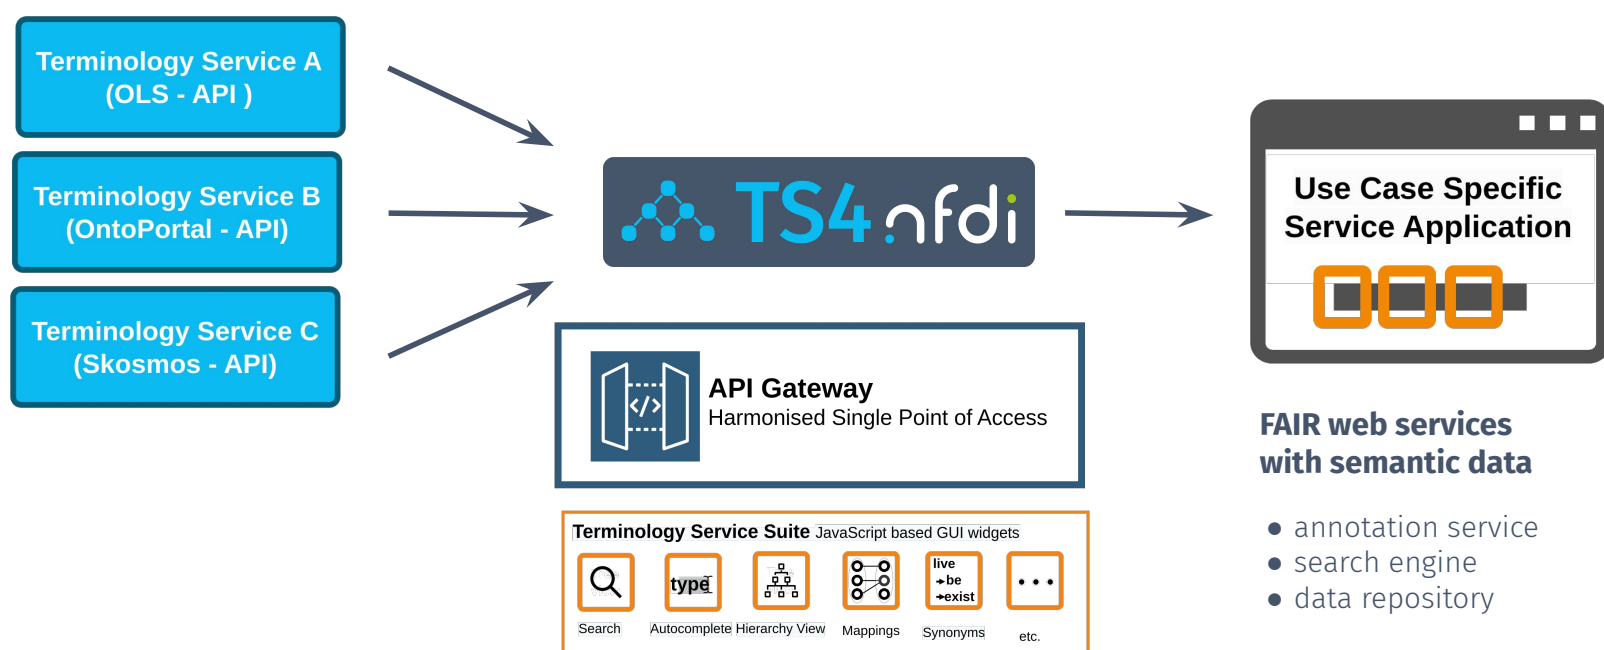 Terminology Service A
(OLS - API )
Terminology Service B
(OntoPortal - API)
Terminology Service C
(Skosmos - API)
TS4 nfdi
API Gateway
Harmonised Single Point of Access
Terminology Service Suite JavaScript based GUI widgets
type
live
be
exist
Search
Autocomplete
Hierarchy View
Mappings
Synonyms
etc.
Use Case Specific
Service Application
FAIR web services
with semantic data
● annotation service
● search engine
● data repository